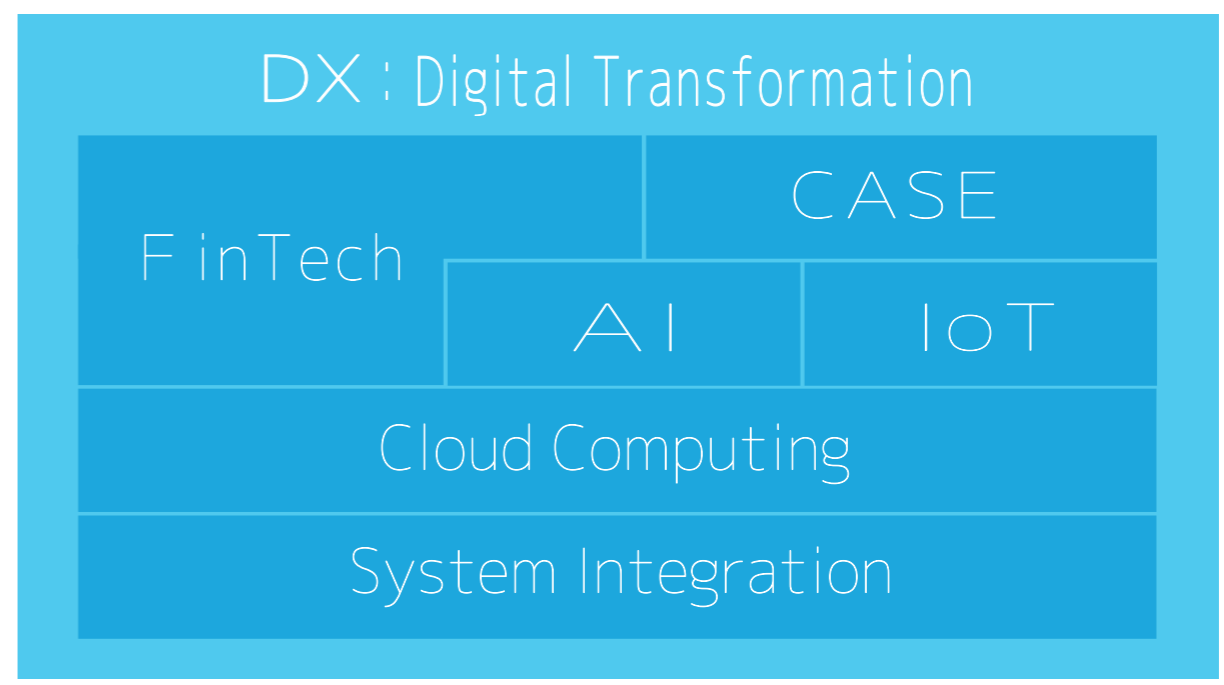 DX : Digital Transformation
CASE
FinTech
AI
IoT
Cloud Computing
System Integration